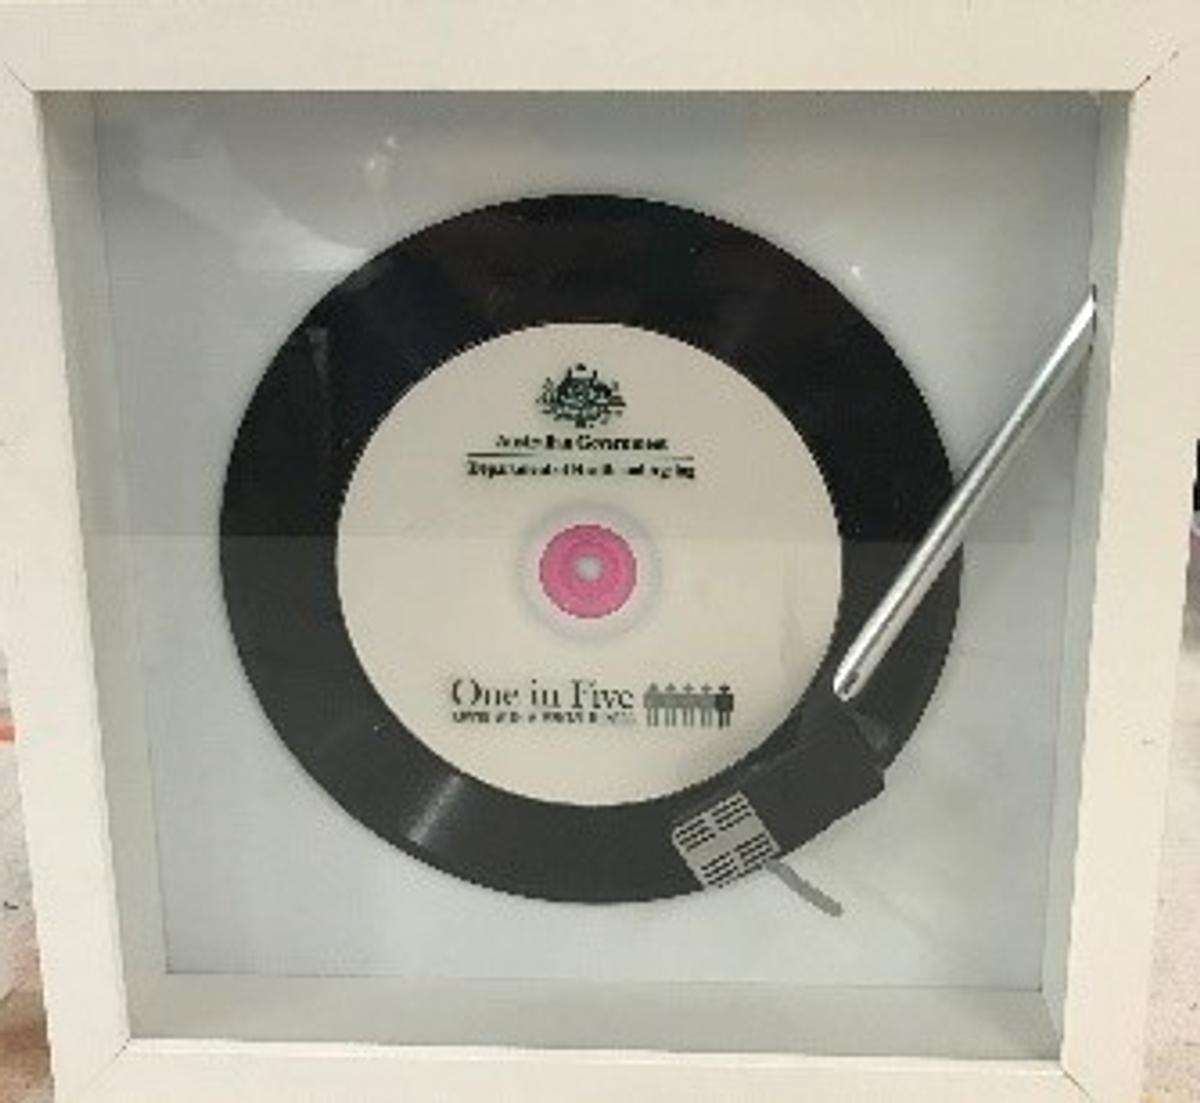 Australian Government
Department of Health and Ageing
One in Five